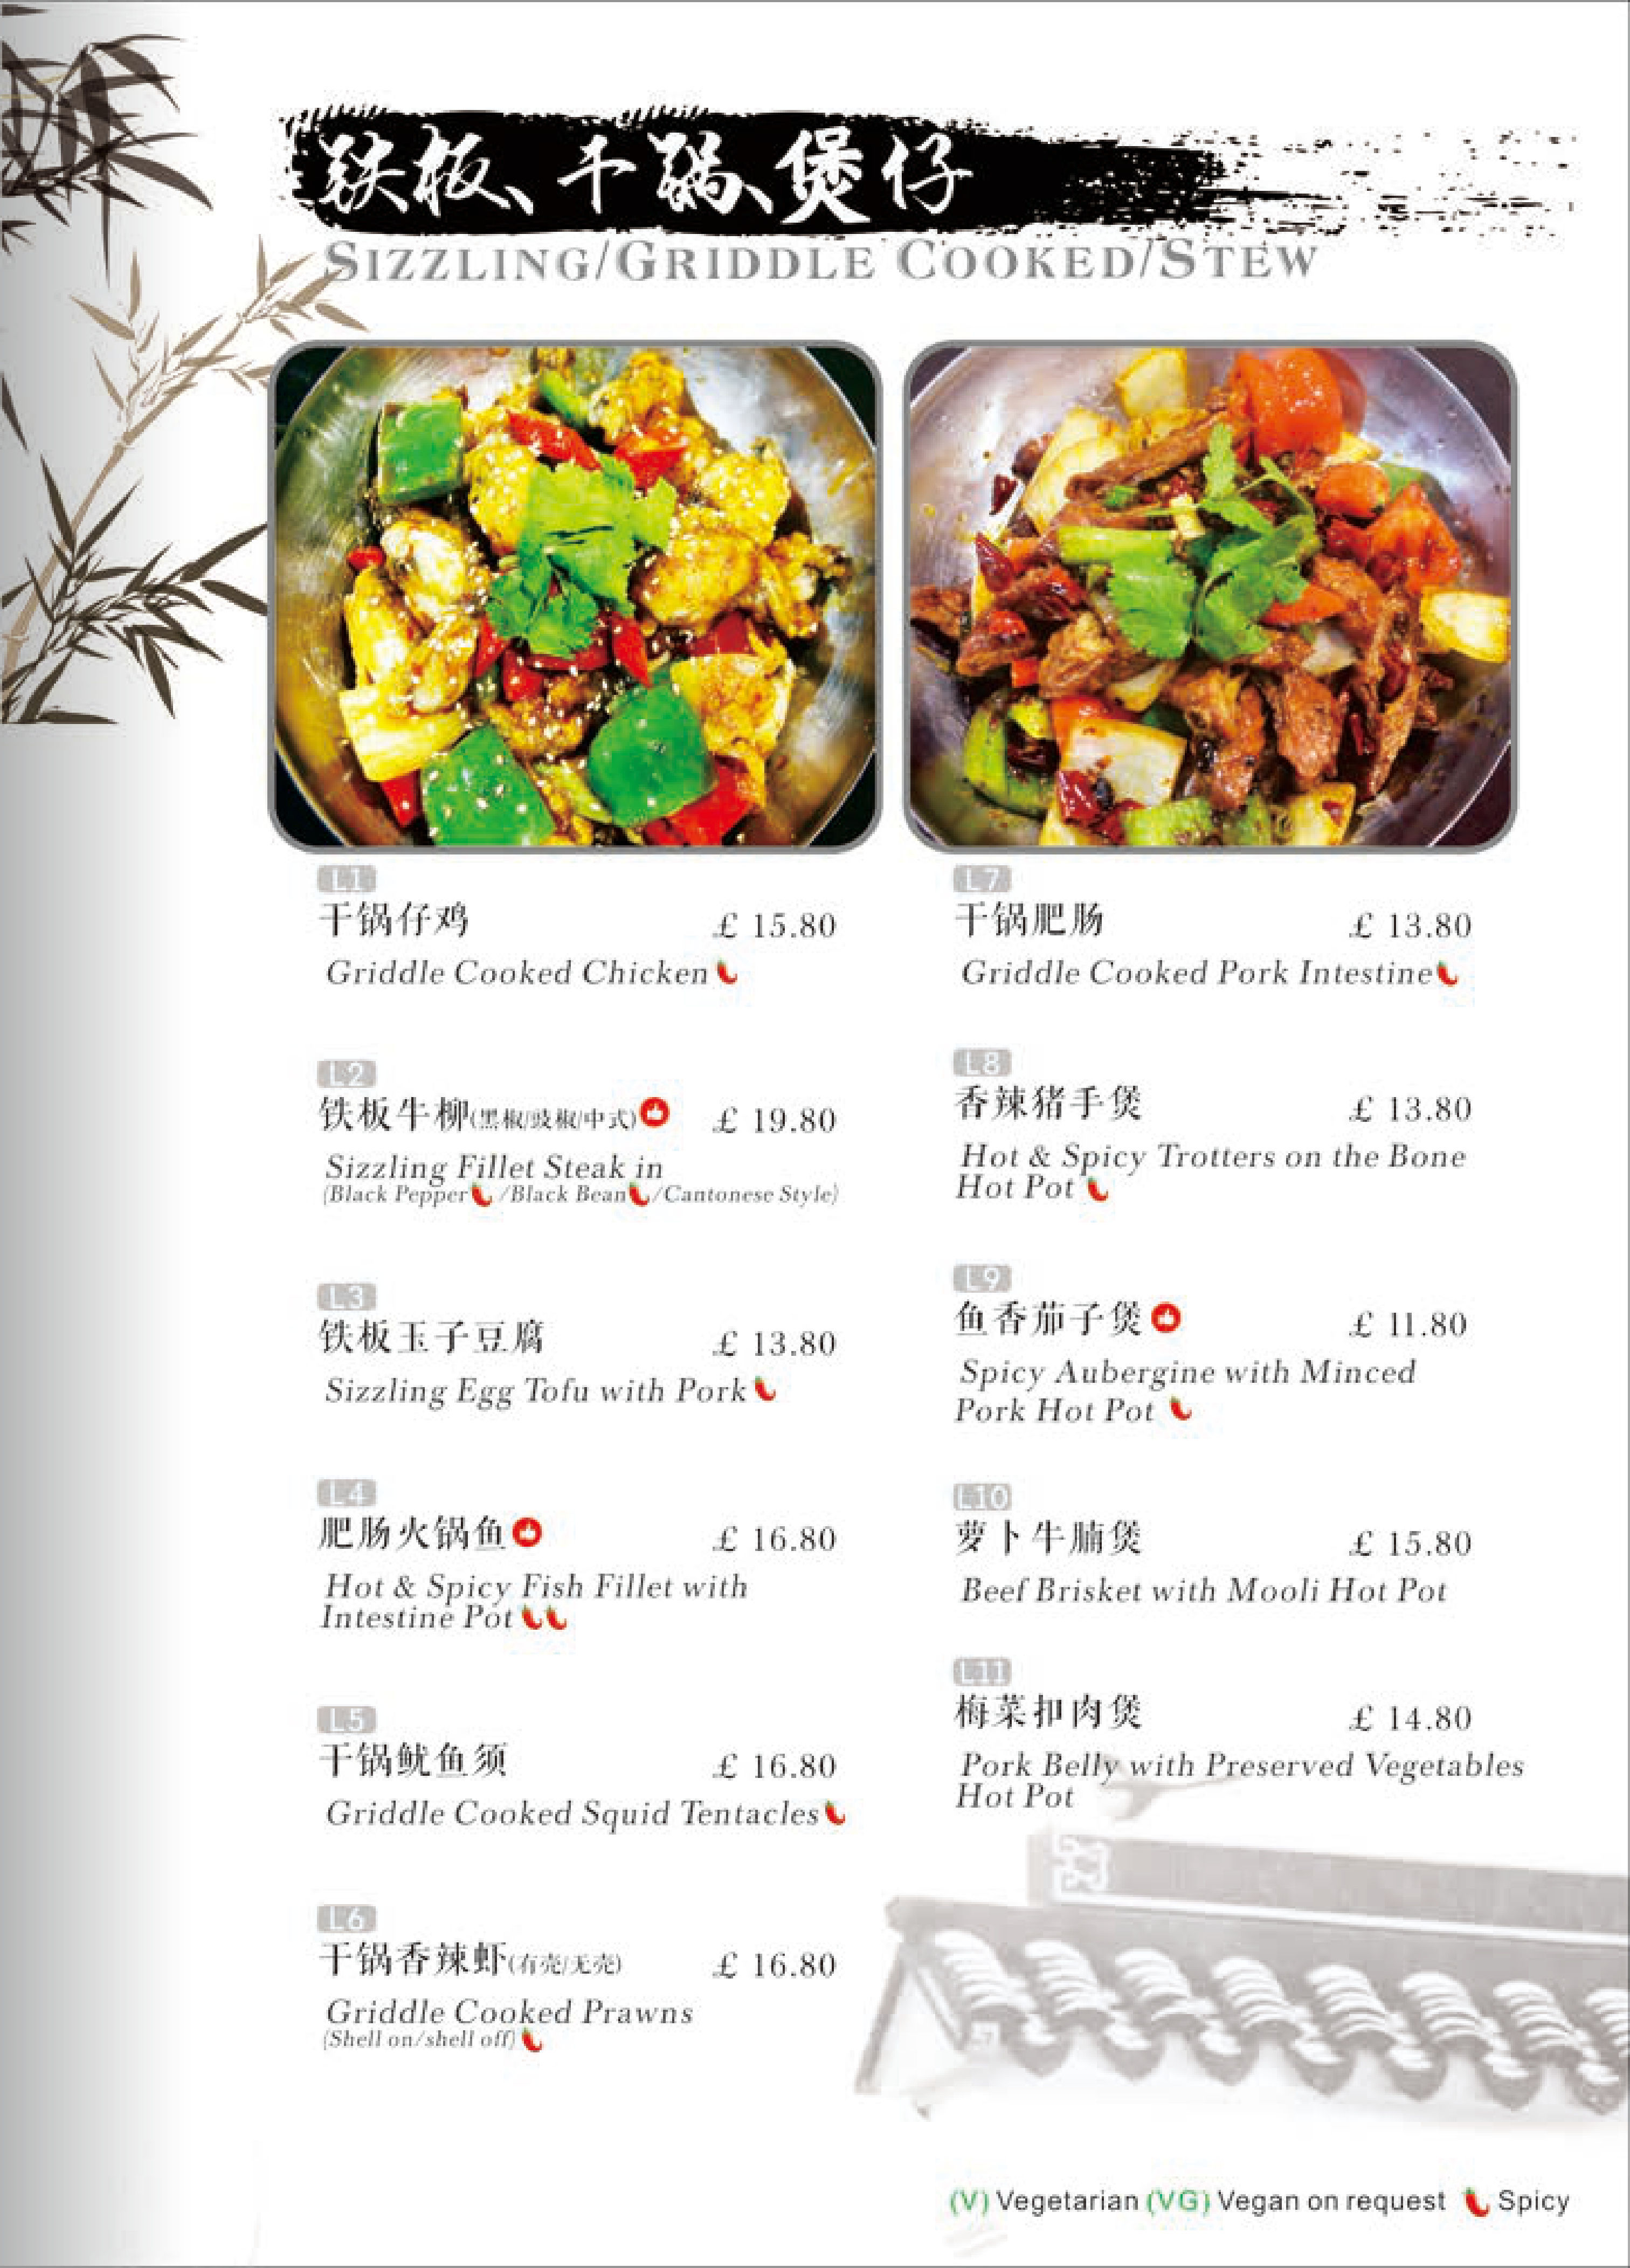 铁板、干锅、煲仔
SIZZLING/GRIDDLE COOKED/STEW
L1
干锅仔鸡 £ 15.80
Griddle Cooked Chicken
L2
铁板牛柳(黑椒/豉椒/中式) £ 19.80
Sizzling Fillet Steak in
(Black Pepper /Black Bean /Cantonese Style)
L3
铁板玉子豆腐 £ 13.80
Sizzling Egg Tofu with Pork
L4
肥肠火锅鱼 £ 16.80
Hot & Spicy Fish Fillet with
Intestine Pot
L5
干锅鱿鱼须 £ 16.80
Griddle Cooked Squid Tentacles
L6
干锅香辣虾(有壳/无壳) £ 16.80
Griddle Cooked Prawns
(Shell on/shell off)
L7
干锅肥肠 £ 13.80
Griddle Cooked Pork Intestine
L8
香辣猪手煲 £ 13.80
Hot & Spicy Trotters on the Bone
Hot Pot
L9
鱼香茄子煲 £ 11.80
Spicy Aubergine with Minced
Pork Hot Pot
L10
萝卜牛腩煲 £ 15.80
Beef Brisket with Mooli Hot Pot
L11
梅菜扣肉煲 £ 14.80
Pork Belly with Preserved Vegetables
Hot Pot
(V) Vegetarian (VG) Vegan on request Spicy